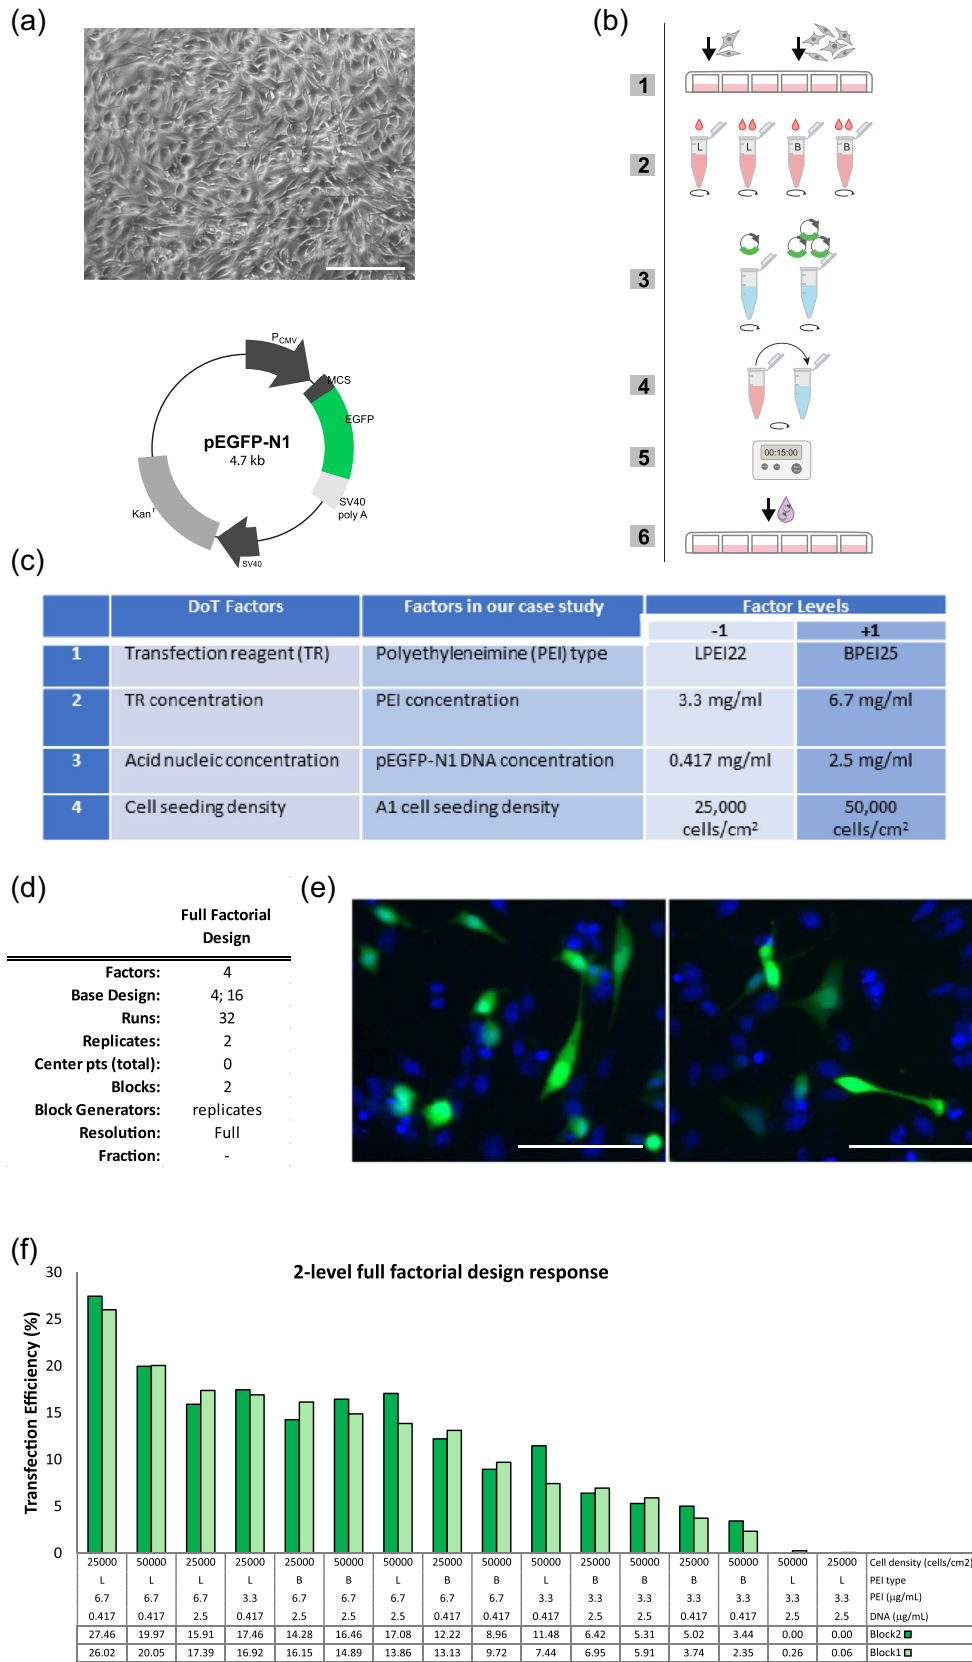 (a)
P CMV
MCS
EGFP
pEGFP-N1
4.7 kb
SV40
poly A
Kan r
SV40
(b)
1
2
L L B B
3
4
5
00:15:00
6
(c)
DoT Factors Factors in our case study Factor Levels
-1 +1
1 Transfection reagent (TR) Polyethyleneimine (PEI) type LPEI22 BPEI25
2 TR concentration PEI concentration 3.3 mg/ml 6.7 mg/ml
3 Acid nucleic concentration pEGFP-N1 DNA concentration 0.417 mg/ml 2.5 mg/ml
4 Cell seeding density A1 cell seeding density 25,000 50,000
cells/cm² cells/cm²
(d)
Full Factorial
Design
Factors: 4
Base Design: 4; 16
Runs: 32
Replicates: 2
Center pts (total): 0
Blocks: 2
Block Generators: replicates
Resolution: Full
Fraction: -
(e)
(f)
2-level full factorial design response
Transfection Efficiency (%)
30
25
20
15
10
5
0
25000 50000 25000 25000 25000 50000 50000 25000 50000 50000 25000 50000 25000 50000 50000 25000 Cell density (cells/cm2)
L L L L B B L B B L B B B B L L PEI type
6.7 6.7 6.7 3.3 6.7 6.7 6.7 6.7 6.7 3.3 3.3 3.3 3.3 3.3 3.3 3.3 PEI (µg/mL)
0.417 0.417 2.5 0.417 2.5 2.5 2.5 0.417 0.417 0.417 2.5 2.5 0.417 0.417 2.5 2.5 DNA (µg/mL)
27.46 19.97 15.91 17.46 14.28 16.46 17.08 12.22 8.96 11.48 6.42 5.31 5.02 3.44 0.00 0.00 Block2
26.02 20.05 17.39 16.92 16.15 14.89 13.86 13.13 9.72 7.44 6.95 5.91 3.74 2.35 0.26 0.06 Block1